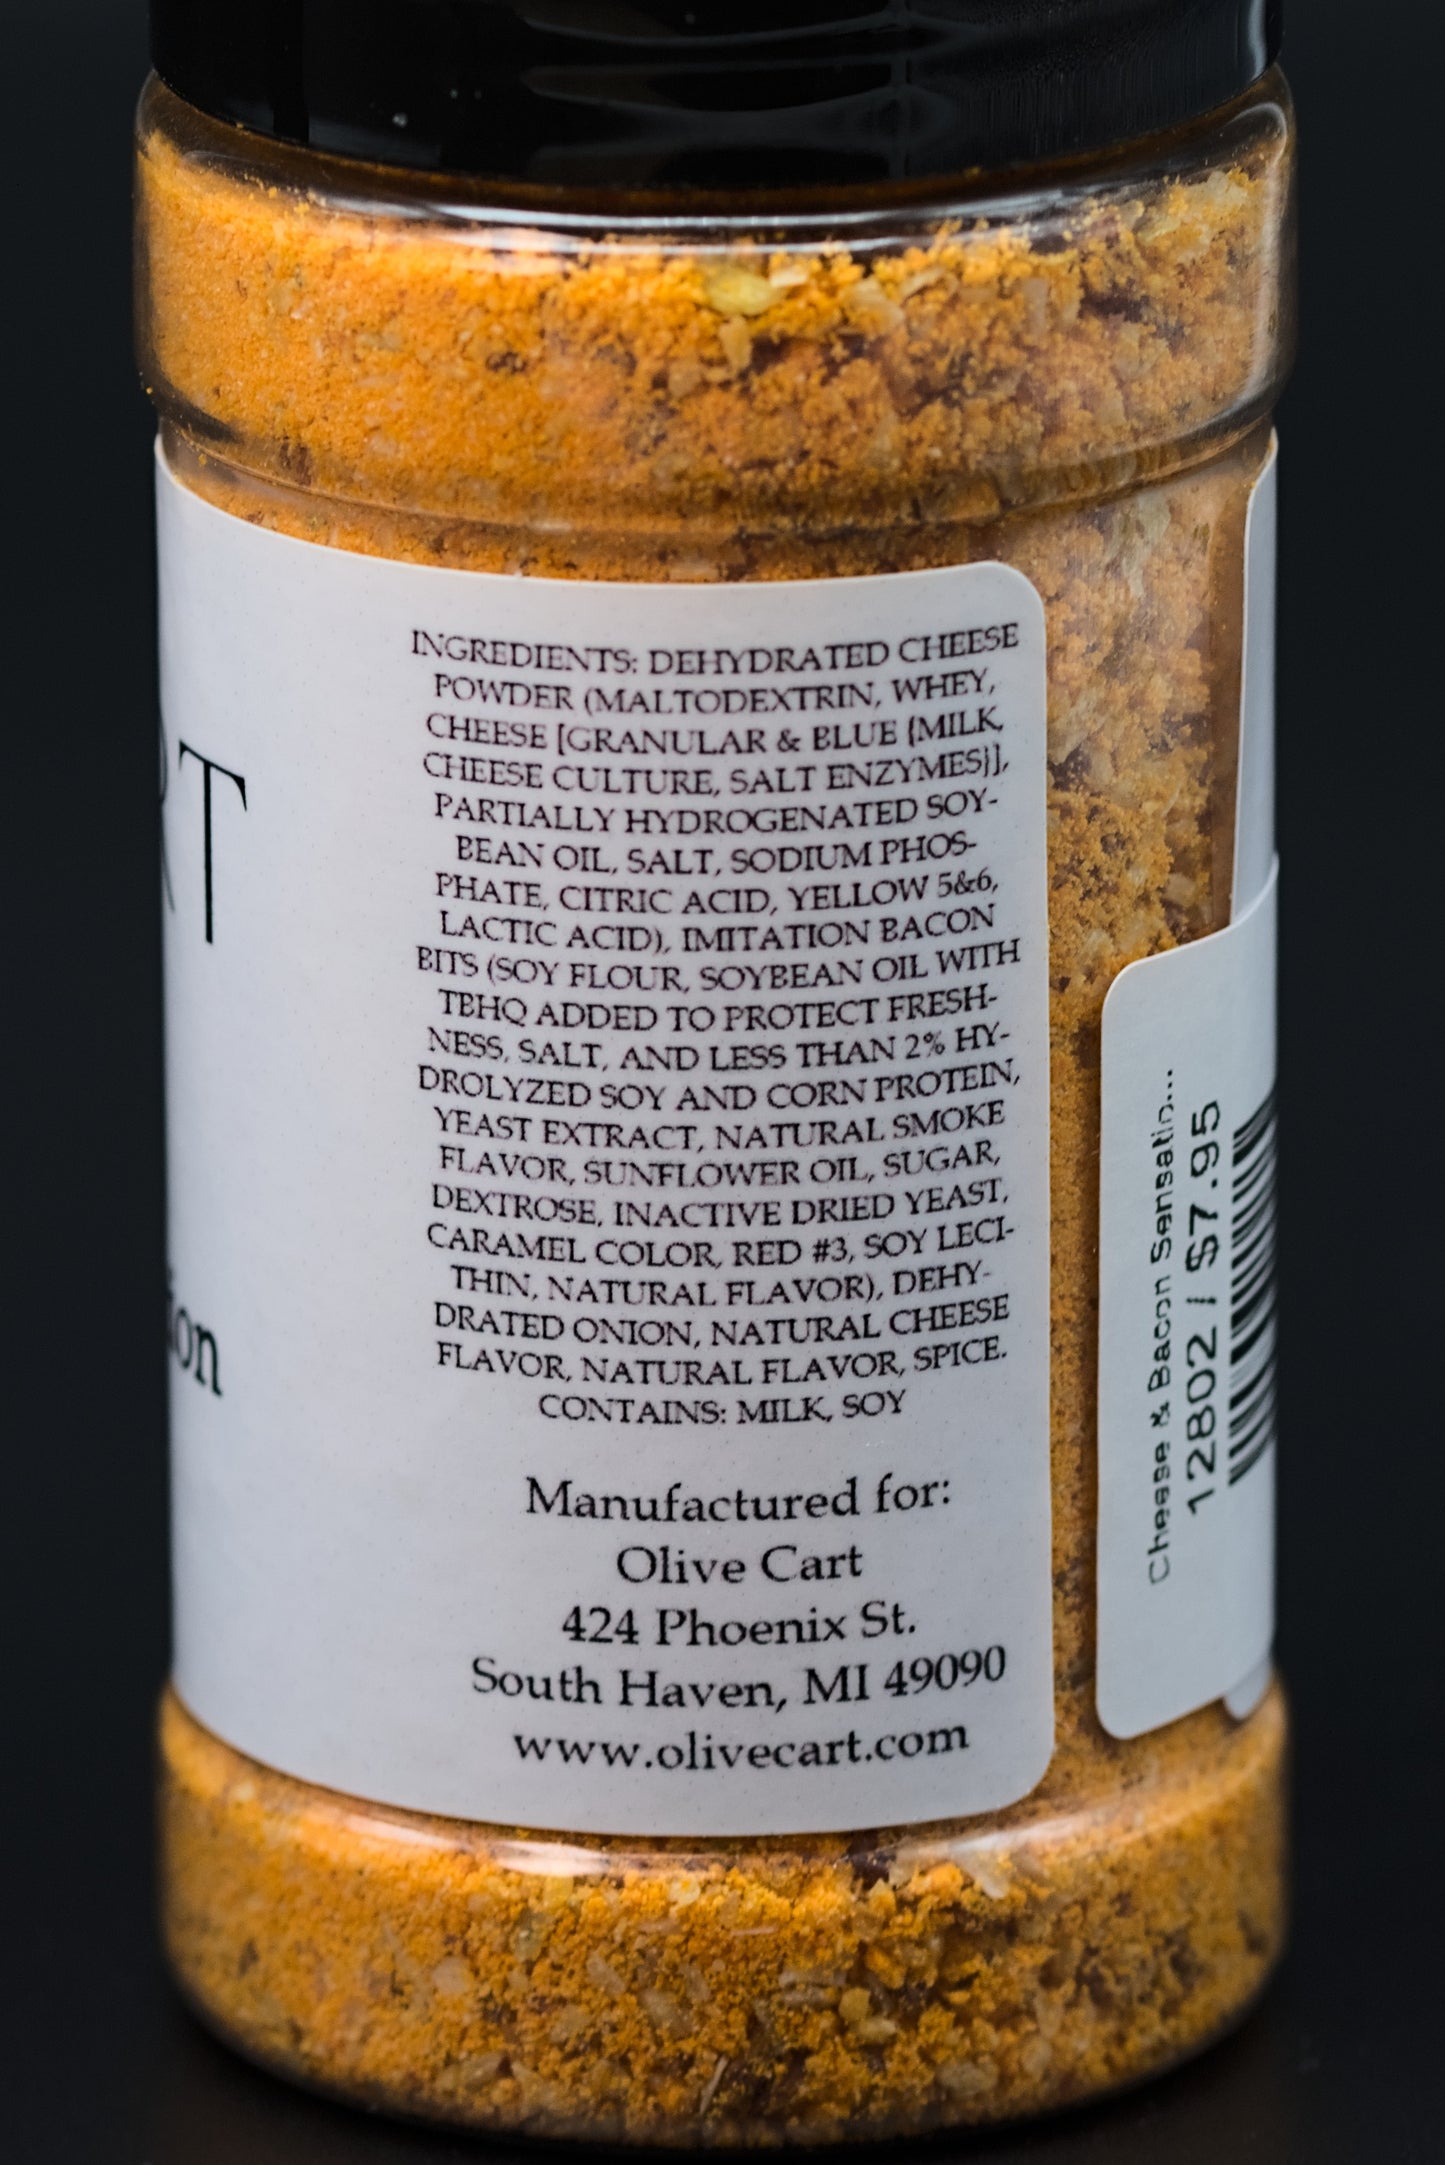 RT
ion
INGREDIENTS: DEHYDRATED CHEESE
POWDER (MALTODEXTRIN, WHEY,
CHEESE [GRANULAR & BLUE {MILK,
CHEESE CULTURE, SALT ENZYMES}],
PARTIALLY HYDROGENATED SOY-
BEAN OIL, SALT, SODIUM PHOS-
PHATE, CITRIC ACID, YELLOW 5&6,
LACTIC ACID), IMITATION BACON
BITS (SOY FLOUR, SOYBEAN OIL WITH
TBHQ ADDED TO PROTECT FRESH-
NESS, SALT, AND LESS THAN 2% HY-
DROLYZED SOY AND CORN PROTEIN,
YEAST EXTRACT, NATURAL SMOKE
FLAVOR, SUNFLOWER OIL, SUGAR,
DEXTROSE, INACTIVE DRIED YEAST,
CARAMEL COLOR, RED #3, SOY LECI-
THIN, NATURAL FLAVOR), DEHY-
DRATED ONION, NATURAL CHEESE
FLAVOR, NATURAL FLAVOR, SPICE.
CONTAINS: MILK, SOY
Manufactured for:
Olive Cart
424 Phoenix St.
South Haven, MI 49090
www.olivecart.com
Cheese & Bacon Sensatin...
12802 / $7.95